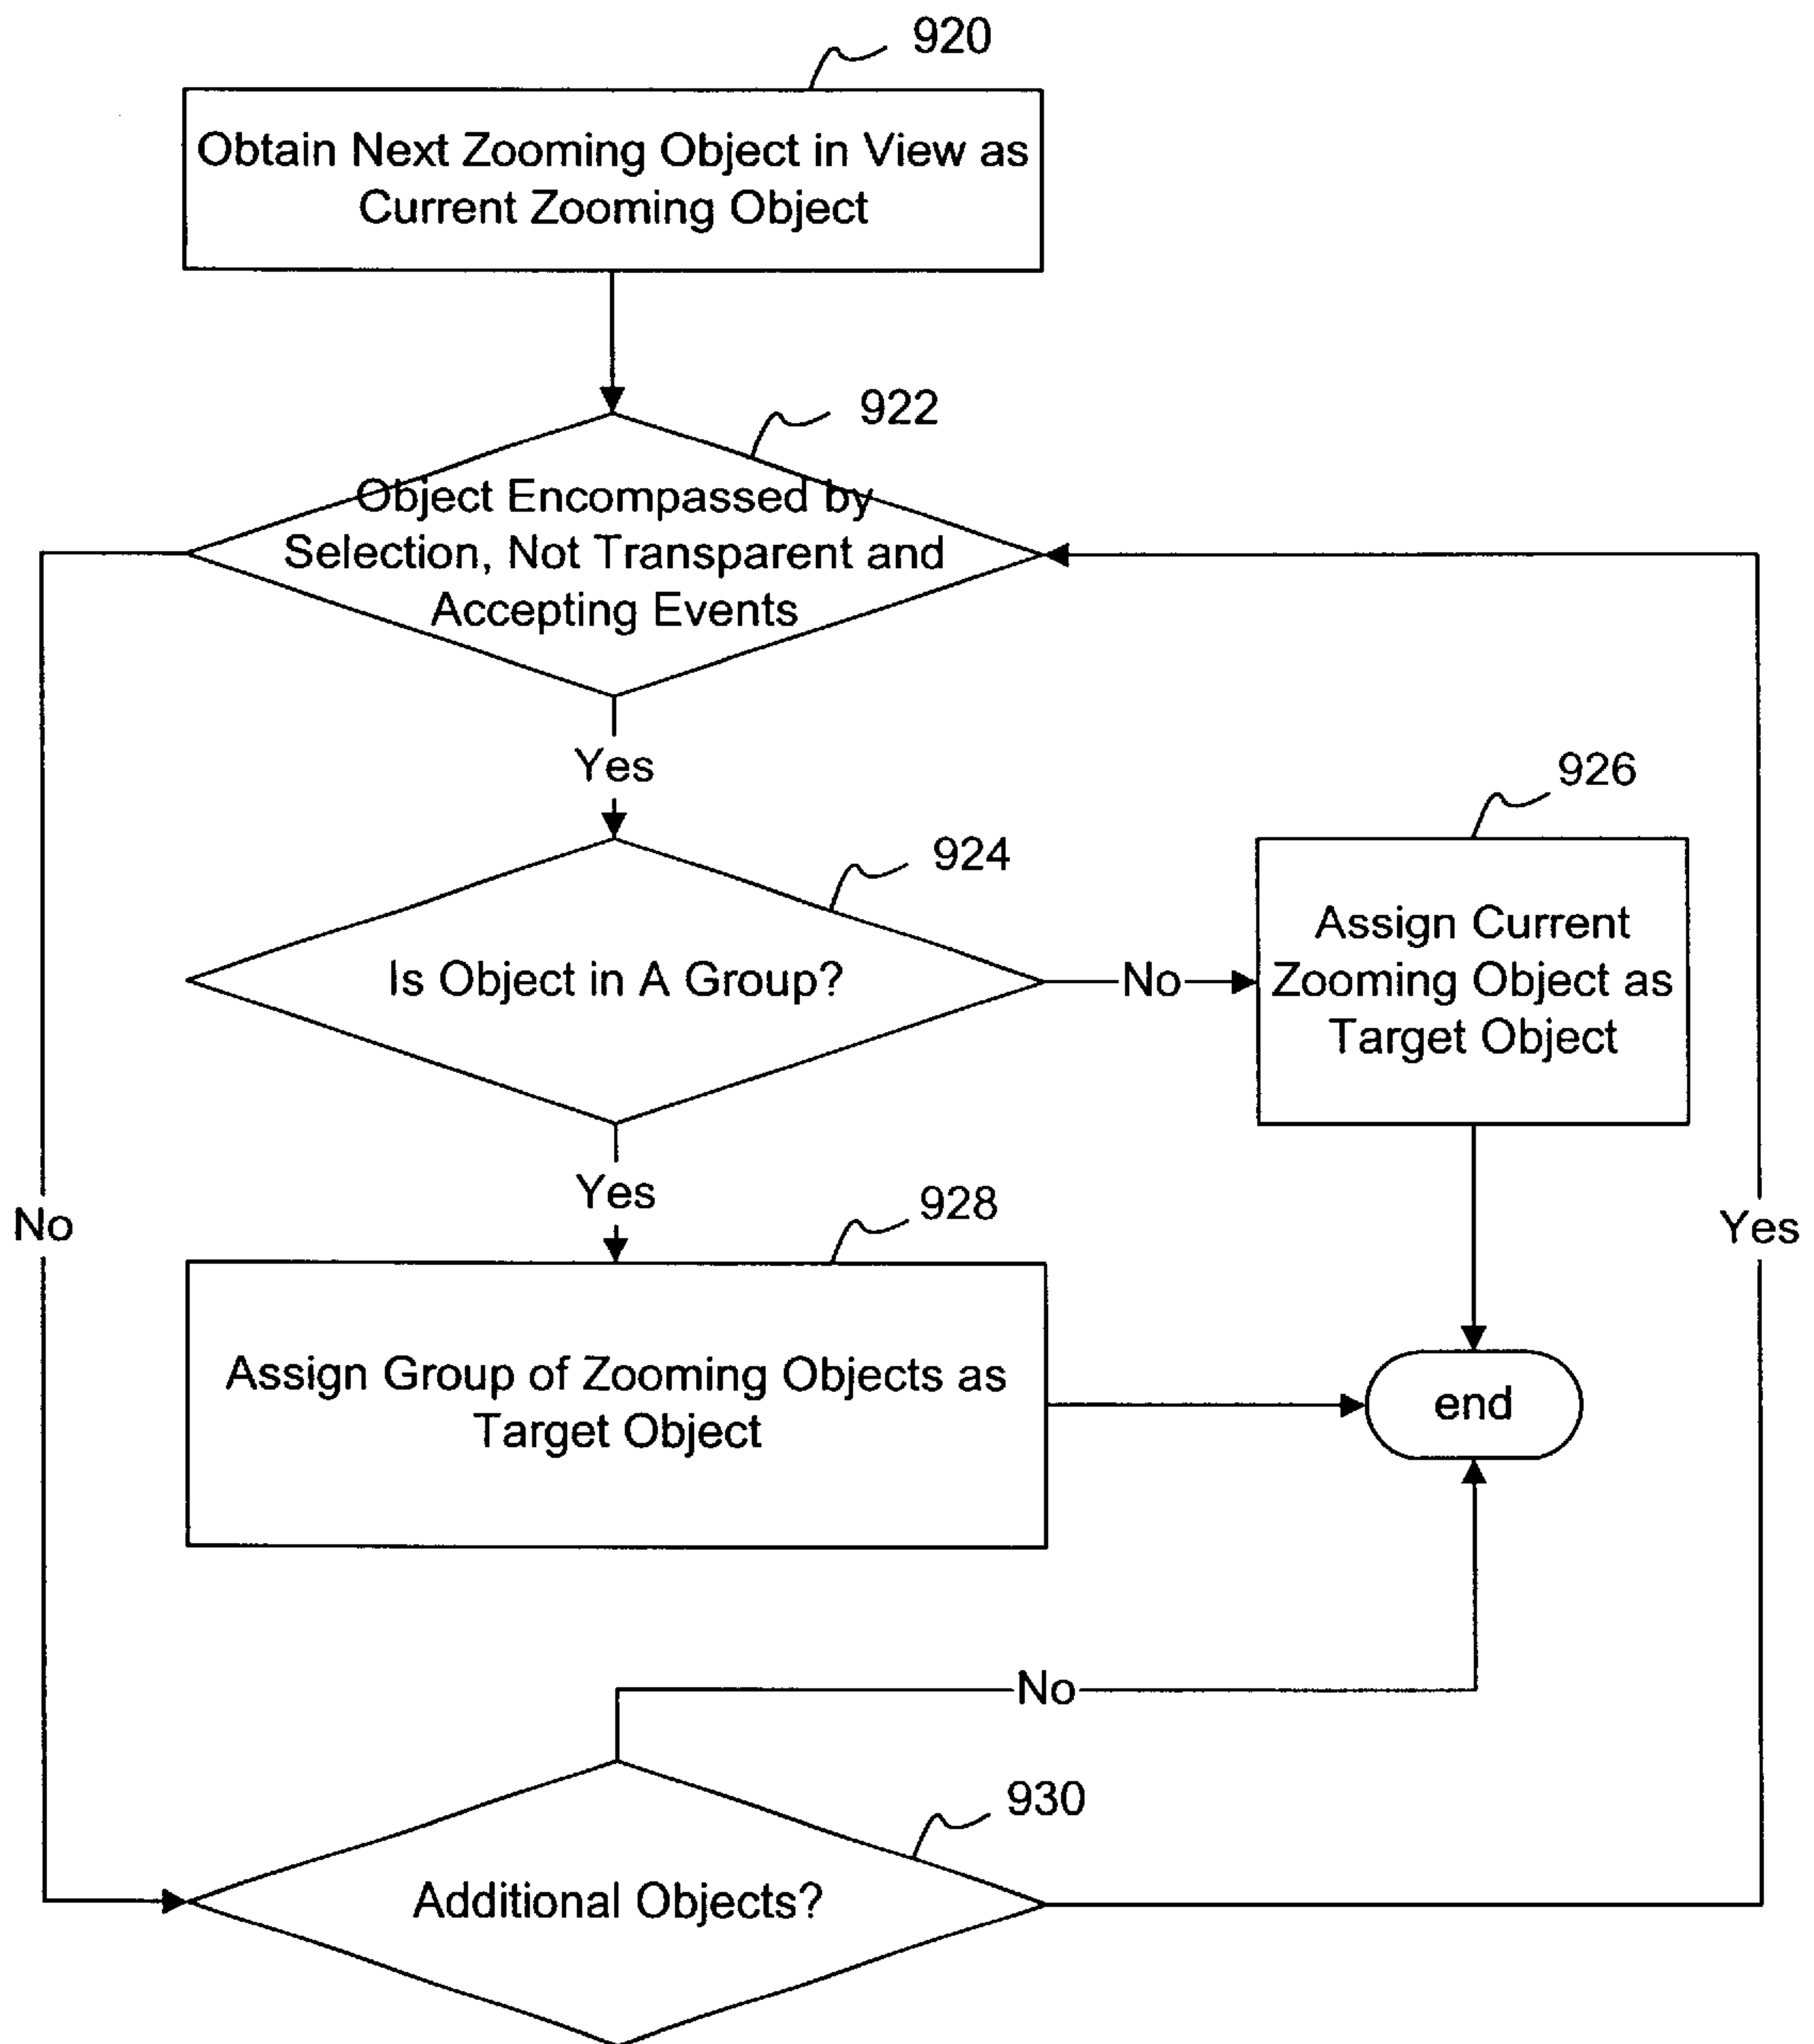 920
Obtain Next Zooming Object in View as
Current Zooming Object
922
Object Encompassed by
Selection, Not Transparent and
Accepting Events
Yes
926
924
Is Object in A Group?
No
Assign Current
Zooming Object as
Target Object
Yes
928
No
Yes
Assign Group of Zooming Objects as
Target Object
end
No
930
Additional Objects?